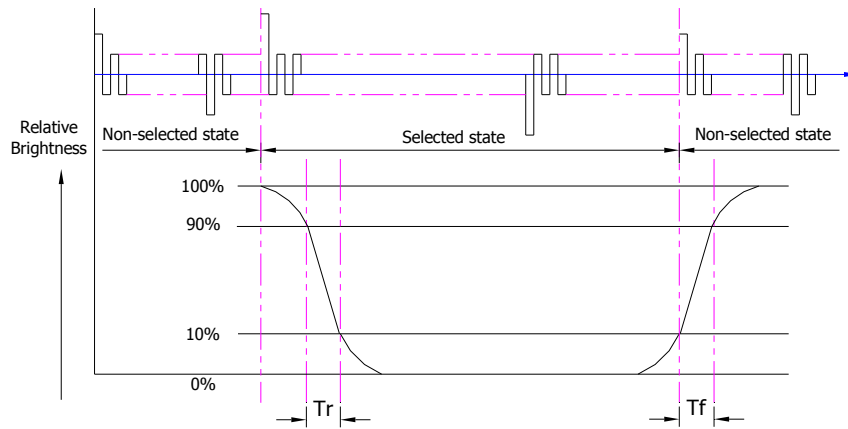 Relative
Brightness
Non-selected state
Selected state
Non-selected state
100%
90%
10%
0%
Tr
Tf